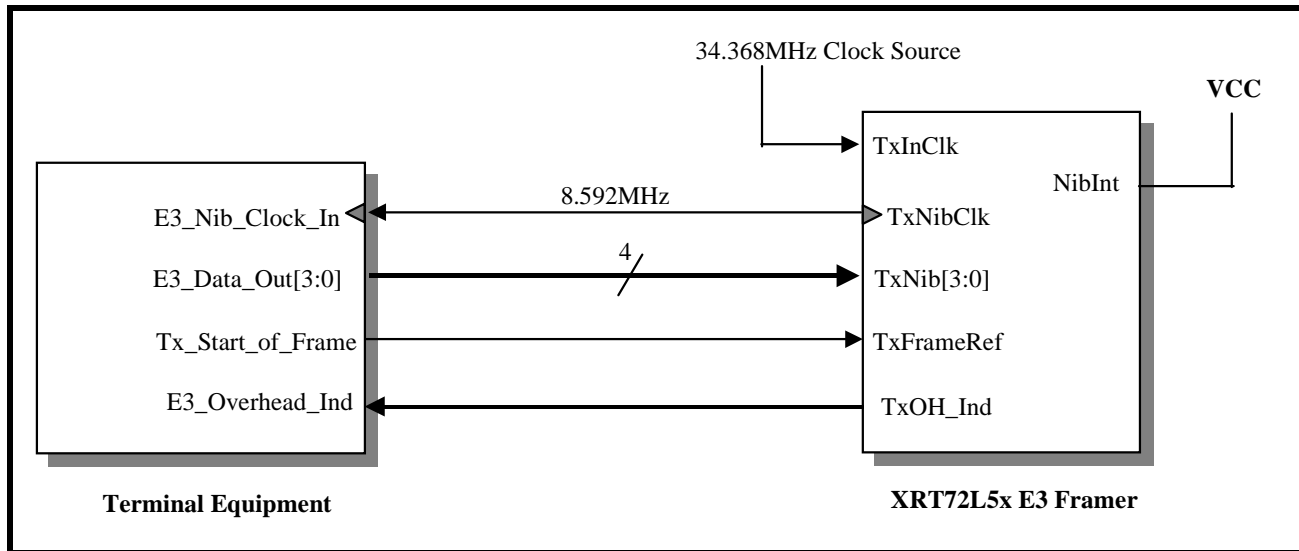 34.368MHz Clock Source
VCC
TxInClk
NibInt
8.592MHz
E3_Nib_Clock_In
TxNibClk
4
E3_Data_Out[3:0]
TxNib[3:0]
Tx_Start_of_Frame
TxFrameRef
E3_Overhead_Ind
TxOH_Ind
Terminal Equipment
XRT72L5x E3 Framer